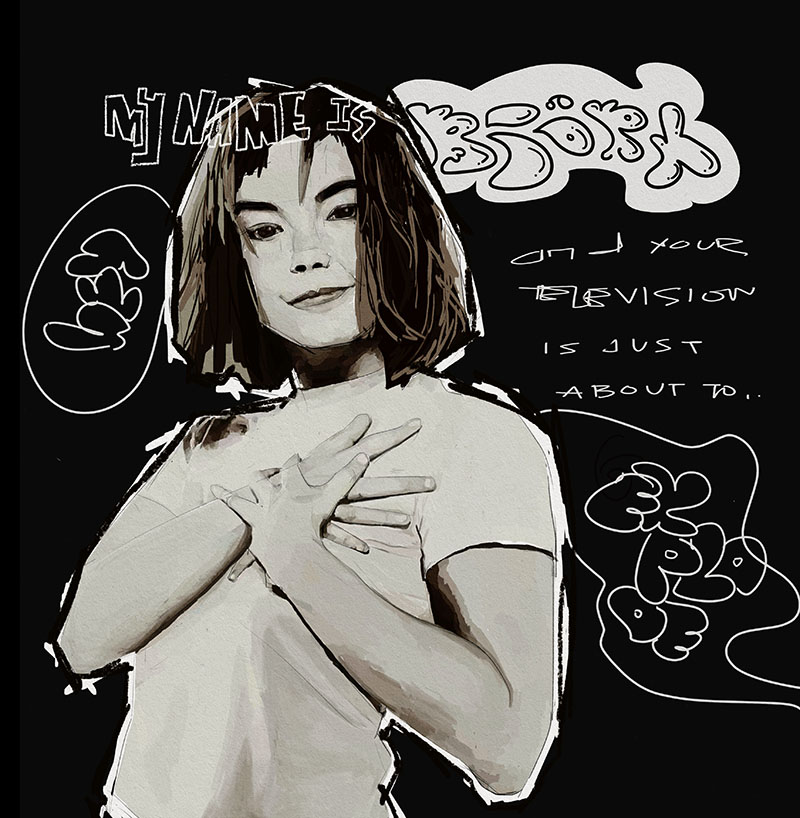 HEY
MY NAME IS BJÖRK
AND YOUR
TELEVISION
IS JUST
ABOUT TO..
EX
PLO
DE